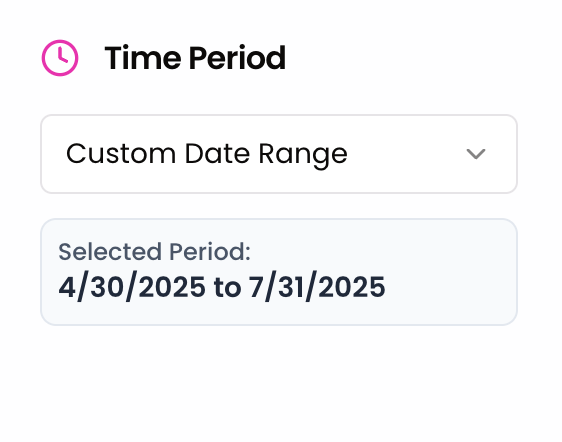 Time Period
Custom Date Range
Selected Period:
4/30/2025 to 7/31/2025